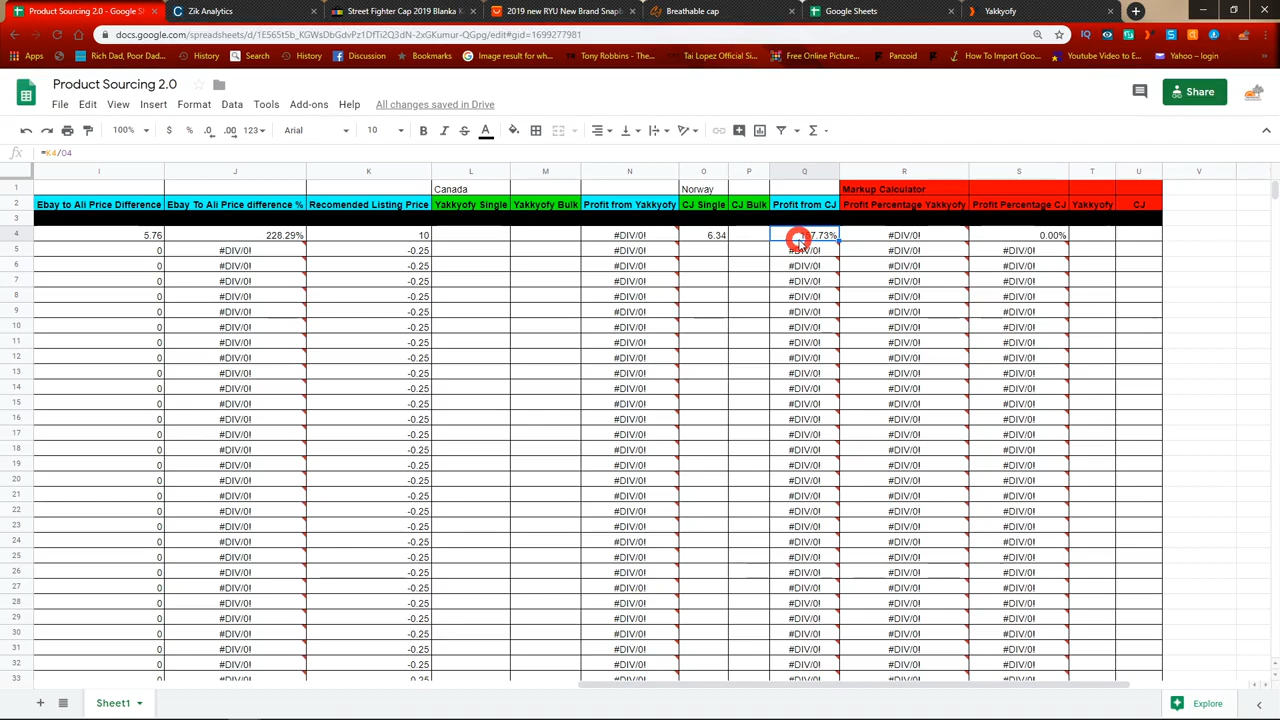 Product Sourcing 2.0 - Google S
Zik Analytics
Street Fighter Cap 2019 Blanka
2019 new NYU New Brand Snap
Breathable cap
Google Sheets
Yakkyofy
docs.google.com/spreadsheets/d/1E565t5b_KGWsDbGdvPz1DfTi2Q3dN-2xGKumur-QGpg/edit#gid=1699277981
Apps
Rich Dad, Poor Dad...
History
Search
History
Discussion
Bookmarks
Image result for w...
Tony Robbins - The...
Tai Lopez Official Si...
Free Online Picture...
Panzoid
How To Import Goo...
Youtube Video to E...
Yahoo – login
Product Sourcing 2.0
File Edit View Insert Format Data Tools Add-ons Help All changes saved in Drive
Share
100% $ % .0 .00 123 Arial 10 B I S A
fx =K4/O4
I J K L M N O P Q R S T U V
1 Canada Norway Markup Calculator
2 Ebay to Ali Price Difference Ebay To Ali Price difference % Recomended Listing Price Yakkyofy Single Yakkyofy Bulk Profit from Yakkyofy CJ Single CJ Bulk Profit from CJ Profit Percentage Yakkyofy Profit Percentage CJ Yakkyofy CJ
3
4 5.76 228.29% 10 #DIV/0! 6.34 7.73% #DIV/0! 0.00%
5 0 #DIV/0! -0.25 #DIV/0! #DIV/0! #DIV/0! #DIV/0!
6 0 #DIV/0! -0.25 #DIV/0! #DIV/0! #DIV/0! #DIV/0!
7 0 #DIV/0! -0.25 #DIV/0! #DIV/0! #DIV/0! #DIV/0!
8 0 #DIV/0! -0.25 #DIV/0! #DIV/0! #DIV/0! #DIV/0!
9 0 #DIV/0! -0.25 #DIV/0! #DIV/0! #DIV/0! #DIV/0!
10 0 #DIV/0! -0.25 #DIV/0! #DIV/0! #DIV/0! #DIV/0!
11 0 #DIV/0! -0.25 #DIV/0! #DIV/0! #DIV/0! #DIV/0!
12 0 #DIV/0! -0.25 #DIV/0! #DIV/0! #DIV/0! #DIV/0!
13 0 #DIV/0! -0.25 #DIV/0! #DIV/0! #DIV/0! #DIV/0!
14 0 #DIV/0! -0.25 #DIV/0! #DIV/0! #DIV/0! #DIV/0!
15 0 #DIV/0! -0.25 #DIV/0! #DIV/0! #DIV/0! #DIV/0!
16 0 #DIV/0! -0.25 #DIV/0! #DIV/0! #DIV/0! #DIV/0!
17 0 #DIV/0! -0.25 #DIV/0! #DIV/0! #DIV/0! #DIV/0!
18 0 #DIV/0! -0.25 #DIV/0! #DIV/0! #DIV/0! #DIV/0!
19 0 #DIV/0! -0.25 #DIV/0! #DIV/0! #DIV/0! #DIV/0!
20 0 #DIV/0! -0.25 #DIV/0! #DIV/0! #DIV/0! #DIV/0!
21 0 #DIV/0! -0.25 #DIV/0! #DIV/0! #DIV/0! #DIV/0!
22 0 #DIV/0! -0.25 #DIV/0! #DIV/0! #DIV/0! #DIV/0!
23 0 #DIV/0! -0.25 #DIV/0! #DIV/0! #DIV/0! #DIV/0!
24 0 #DIV/0! -0.25 #DIV/0! #DIV/0! #DIV/0! #DIV/0!
25 0 #DIV/0! -0.25 #DIV/0! #DIV/0! #DIV/0! #DIV/0!
26 0 #DIV/0! -0.25 #DIV/0! #DIV/0! #DIV/0! #DIV/0!
27 0 #DIV/0! -0.25 #DIV/0! #DIV/0! #DIV/0! #DIV/0!
28 0 #DIV/0! -0.25 #DIV/0! #DIV/0! #DIV/0! #DIV/0!
29 0 #DIV/0! -0.25 #DIV/0! #DIV/0! #DIV/0! #DIV/0!
30 0 #DIV/0! -0.25 #DIV/0! #DIV/0! #DIV/0! #DIV/0!
31 0 #DIV/0! -0.25 #DIV/0! #DIV/0! #DIV/0! #DIV/0!
32 0 #DIV/0! -0.25 #DIV/0! #DIV/0! #DIV/0! #DIV/0!
33 0 #DIV/0! -0.25 #DIV/0! #DIV/0! #DIV/0! #DIV/0!
Sheet1
Explore